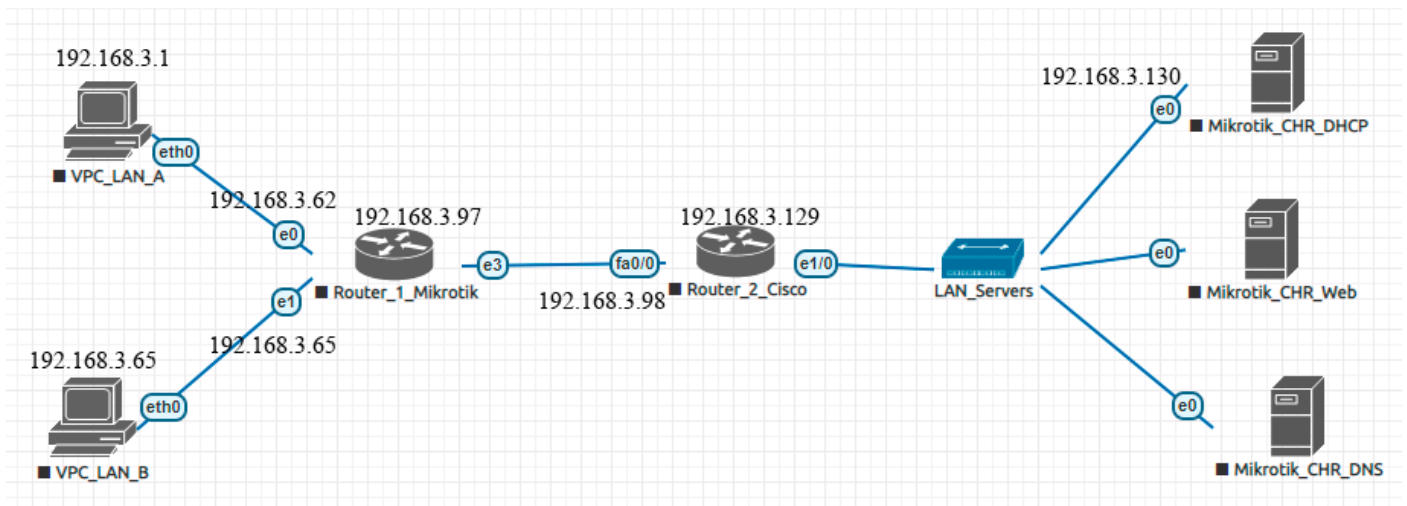 192.168.3.1
eth0
VPC_LAN_A
192.168.3.62
e0
192.168.3.97
Router_1_Mikrotik
e3
e1
192.168.3.65
192.168.3.65
eth0
VPC_LAN_B
fa0/0
192.168.3.98
192.168.3.129
Router_2_Cisco
e1/0
LAN_Servers
192.168.3.130
e0
Mikrotik_CHR_DHCP
e0
Mikrotik_CHR_Web
e0
Mikrotik_CHR_DNS